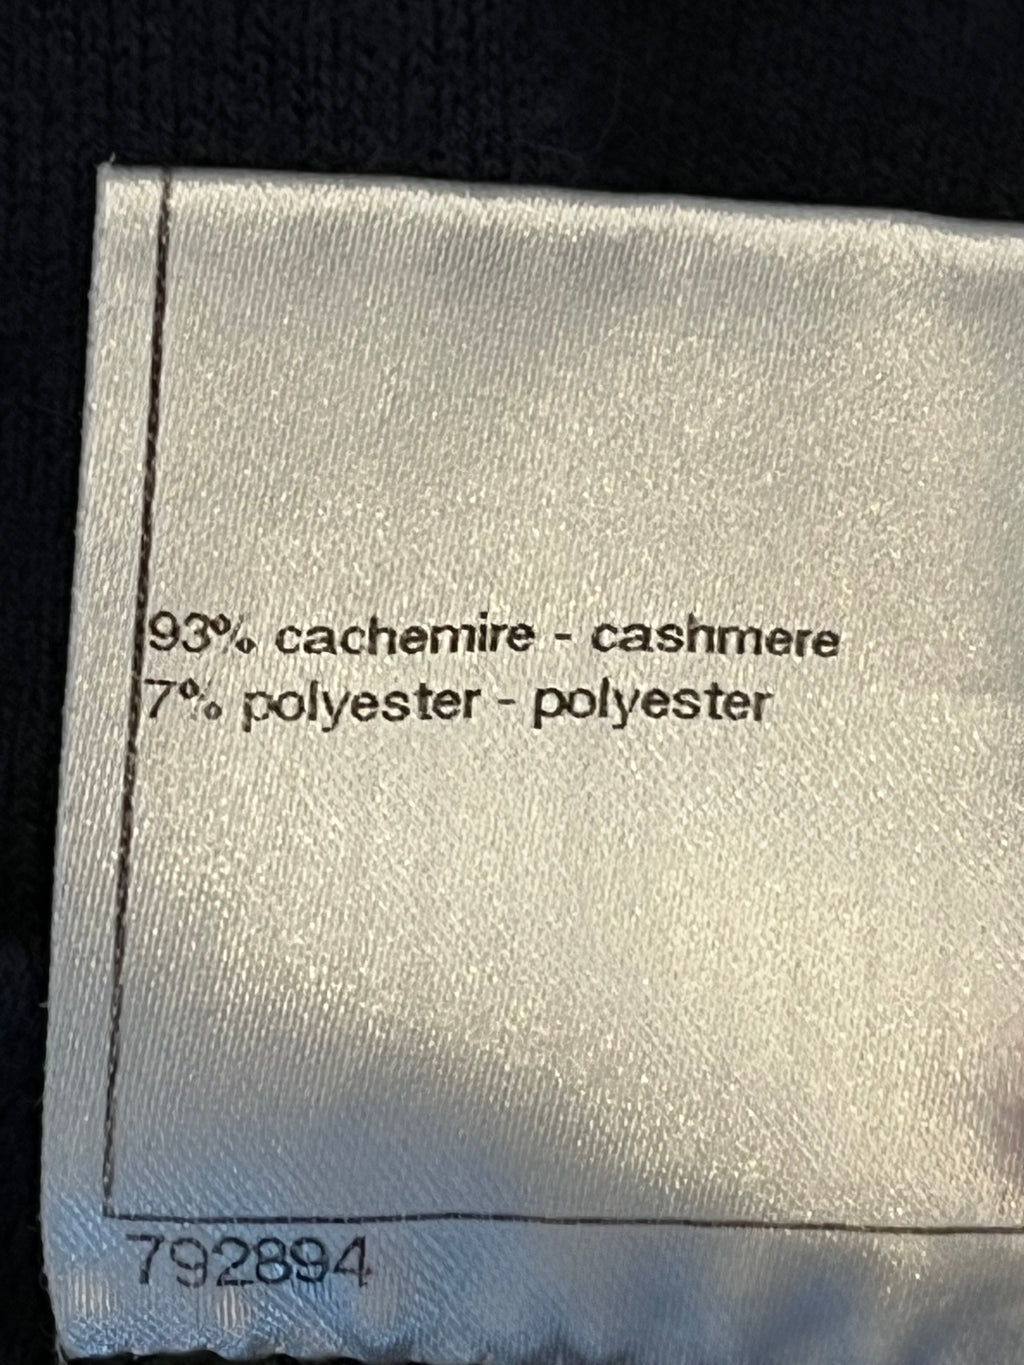 93% cachemire - cashmere
7% polyester - polyester
792894